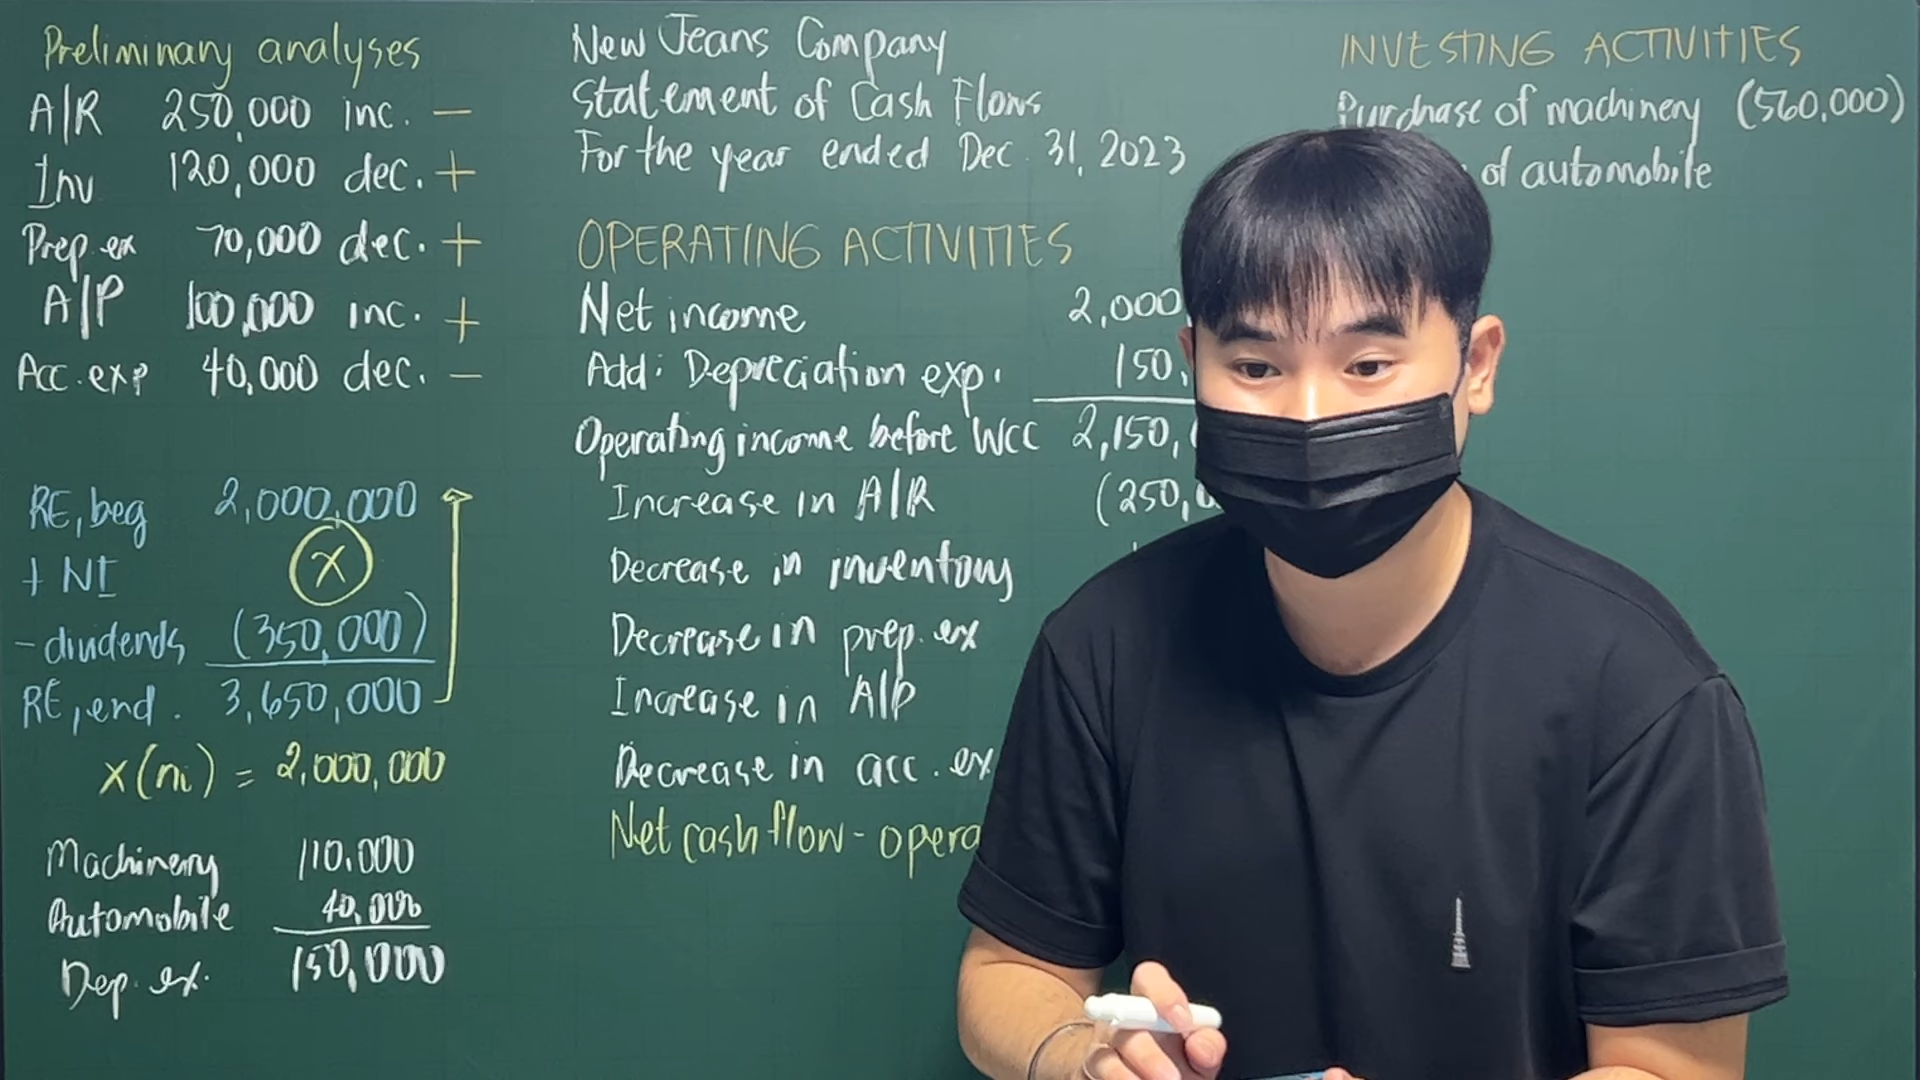 Preliminary analyses
A/R 250,000 inc. −
Inv 120,000 dec. +
Prep. ex 70,000 dec. +
A/P 100,000 inc. +
Acc. exp 40,000 dec. −
RE, beg 2,000,000
+ NI X
- dividends (350,000)
RE, end. 3,650,000
x(ni) = 2,000,000
Machinery 110,000
Automobile 40,000
Dep. ex. 150,000
New Jeans Company
Statement of Cash Flows
For the year ended Dec. 31, 2023
OPERATING ACTIVITIES
Net income 2,000
Add: Depreciation exp. 150,
Operating income before WCC 2,150,
Increase in A/R (250,0
Decrease in inventory
Decrease in prep. ex
Increase in A/P
Decrease in acc. ex
Net cash flow - opera
INVESTING ACTIVITIES
Purchase of machinery (560,000)
of automobile